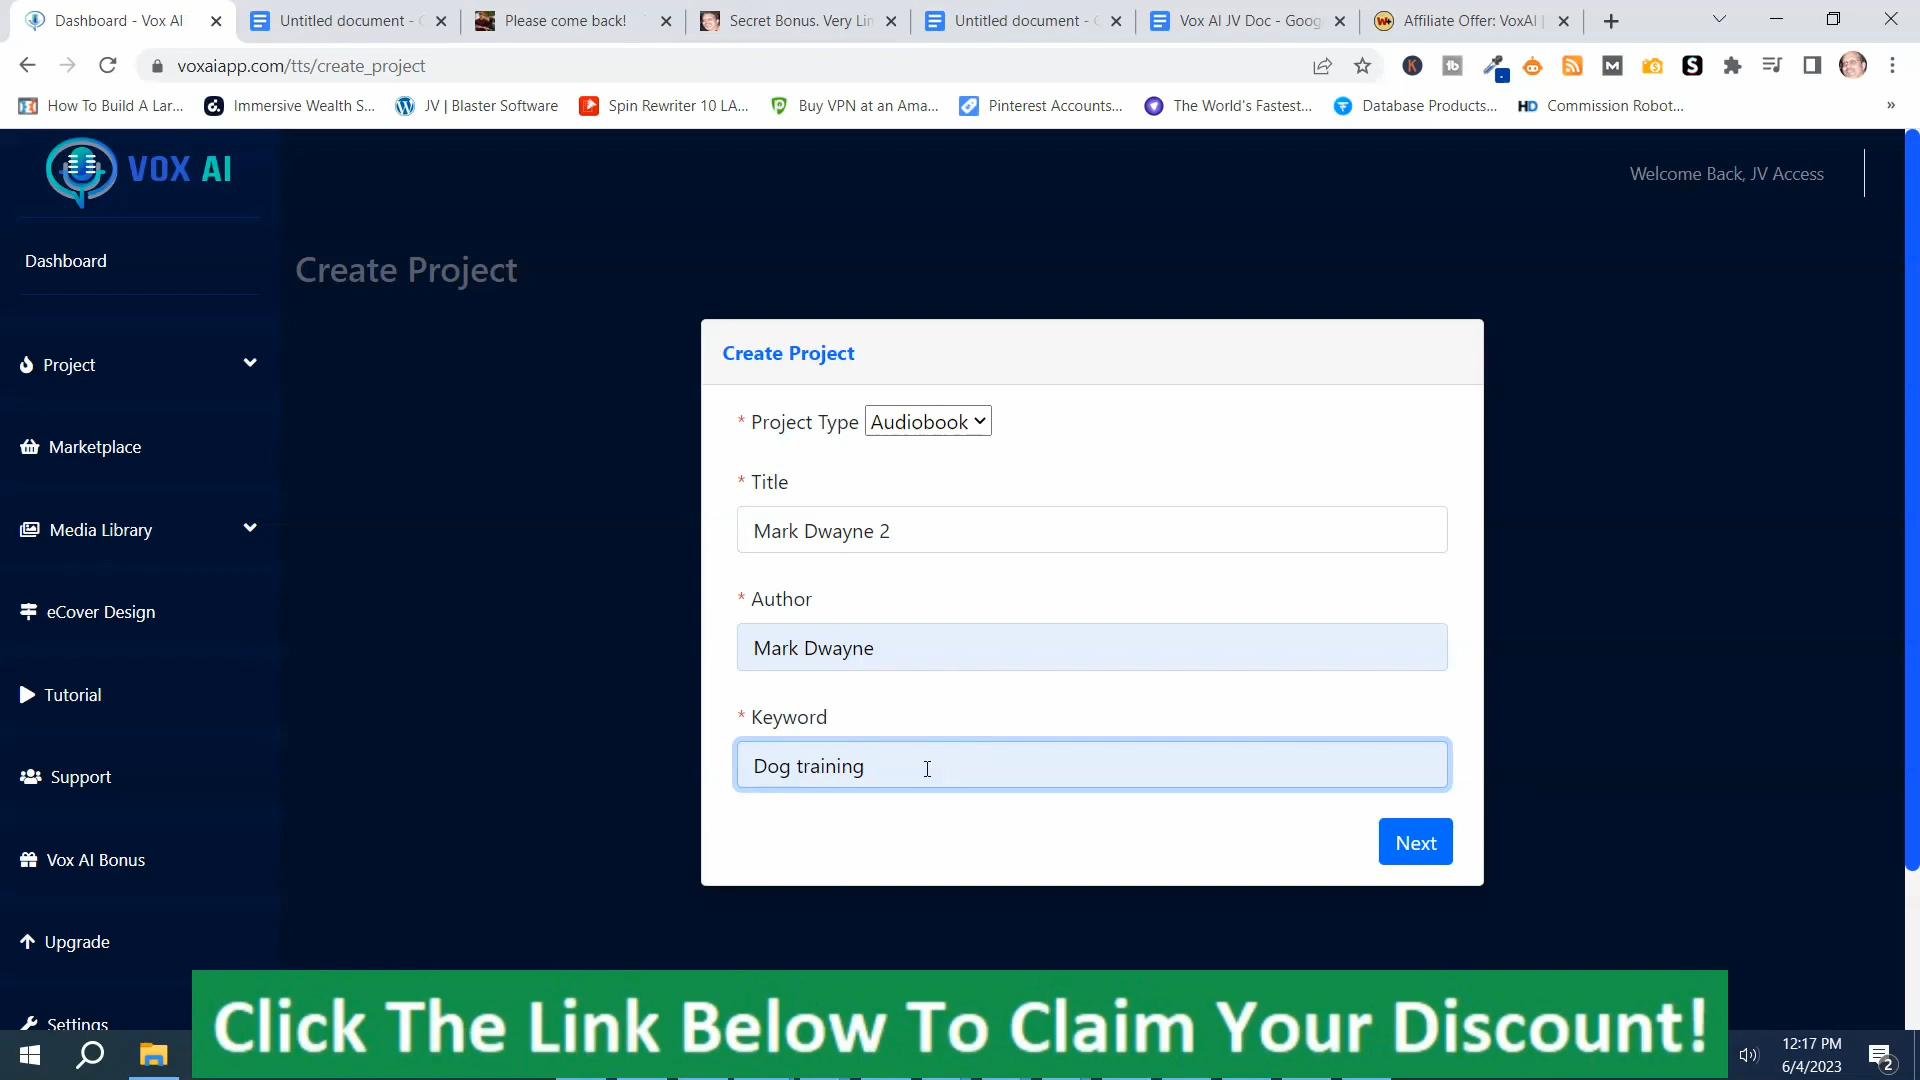 Dashboard - Vox AI
Untitled document -
Please come back!
Secret Bonus. Very Lin
Untitled document -
Vox AI JV Doc - Goog
Affiliate Offer: VoxAI |
voxaiapp.com/tts/create_project
How To Build A Lar...
Immersive Wealth S...
JV | Blaster Software
Spin Rewriter 10 LA...
Buy VPN at an Ama...
Pinterest Accounts...
The World's Fastest...
Database Products...
HD Commission Robot...
VOX AI
Welcome Back, JV Access
Dashboard
Create Project
Project
Marketplace
Media Library
eCover Design
Tutorial
Support
Vox AI Bonus
Upgrade
Settings
Create Project
* Project Type Audiobook
* Title
Mark Dwayne 2
* Author
Mark Dwayne
* Keyword
Dog training
Next
Click The Link Below To Claim Your Discount!
12:17 PM
6/4/2023
2